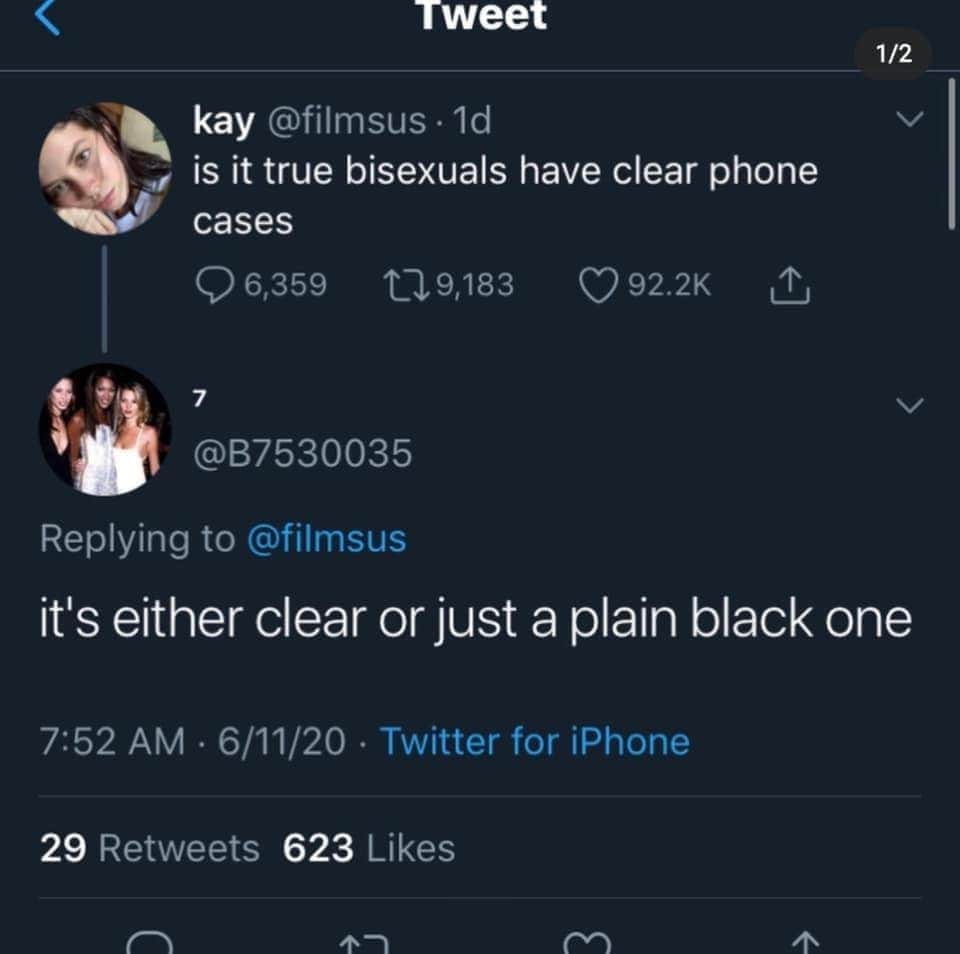 Tweet
1/2
kay @filmsus · 1d
is it true bisexuals have clear phone
cases
6,359 9,183 92.2K
7
@B7530035
Replying to @filmsus
it's either clear or just a plain black one
7:52 AM · 6/11/20 · Twitter for iPhone
29 Retweets 623 Likes